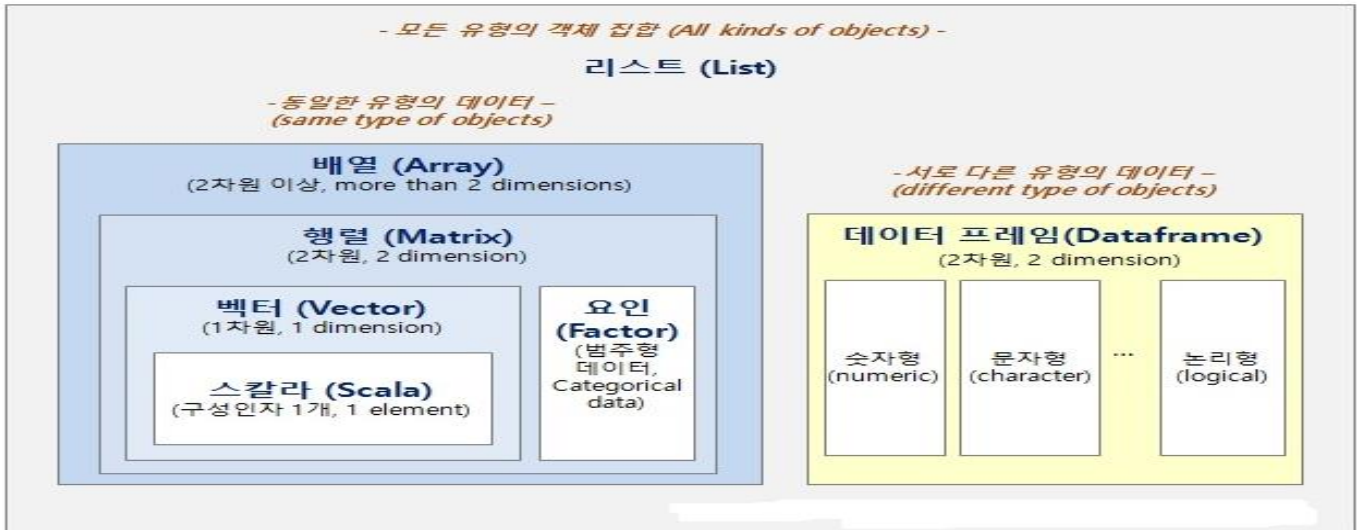 - 모든 유형의 객체 집합 (All kinds of objects) -
리스트 (List)
- 동일한 유형의 데이터 –
(same type of objects)
배열 (Array)
(2차원 이상, more than 2 dimensions)
행렬 (Matrix)
(2차원, 2 dimension)
벡터 (Vector)
(1차원, 1 dimension)
스칼라 (Scala)
(구성인자 1개, 1 element)
요인
(Factor)
(범주형
데이터,
Categorical
data)
- 서로 다른 유형의 데이터 –
(different type of objects)
데이터 프레임(Dataframe)
(2차원, 2 dimension)
숫자형
(numeric)
문자형
(character)
...
논리형
(logical)